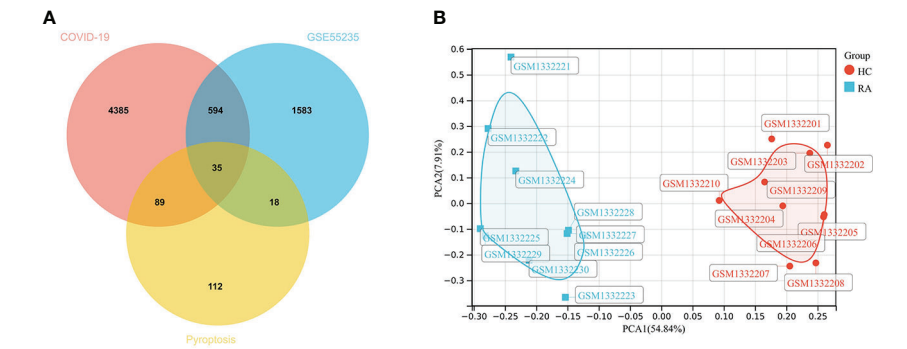 A
COVID-19
GSE55235
4385
594
1583
35
89
18
112
Pyroptosis
B
PCA2(7.91%)
0.6
0.5
0.4
0.3
0.2
0.1
0.0
−0.1
−0.2
−0.3
GSM1332221
GSM1332222
GSM1332224
GSM1332228
GSM1332225
GSM1332227
GSM1332229
GSM1332226
GSM1332230
GSM1332223
GSM1332201
GSM1332203
GSM1332202
GSM1332210
GSM1332209
GSM1332204
GSM1332205
GSM1332206
GSM1332207
GSM1332208
−0.30 −0.25 −0.20 −0.15 −0.10 −0.05 0.00 0.05 0.10 0.15 0.20 0.25
PCA1(54.84%)
Group
HC
RA